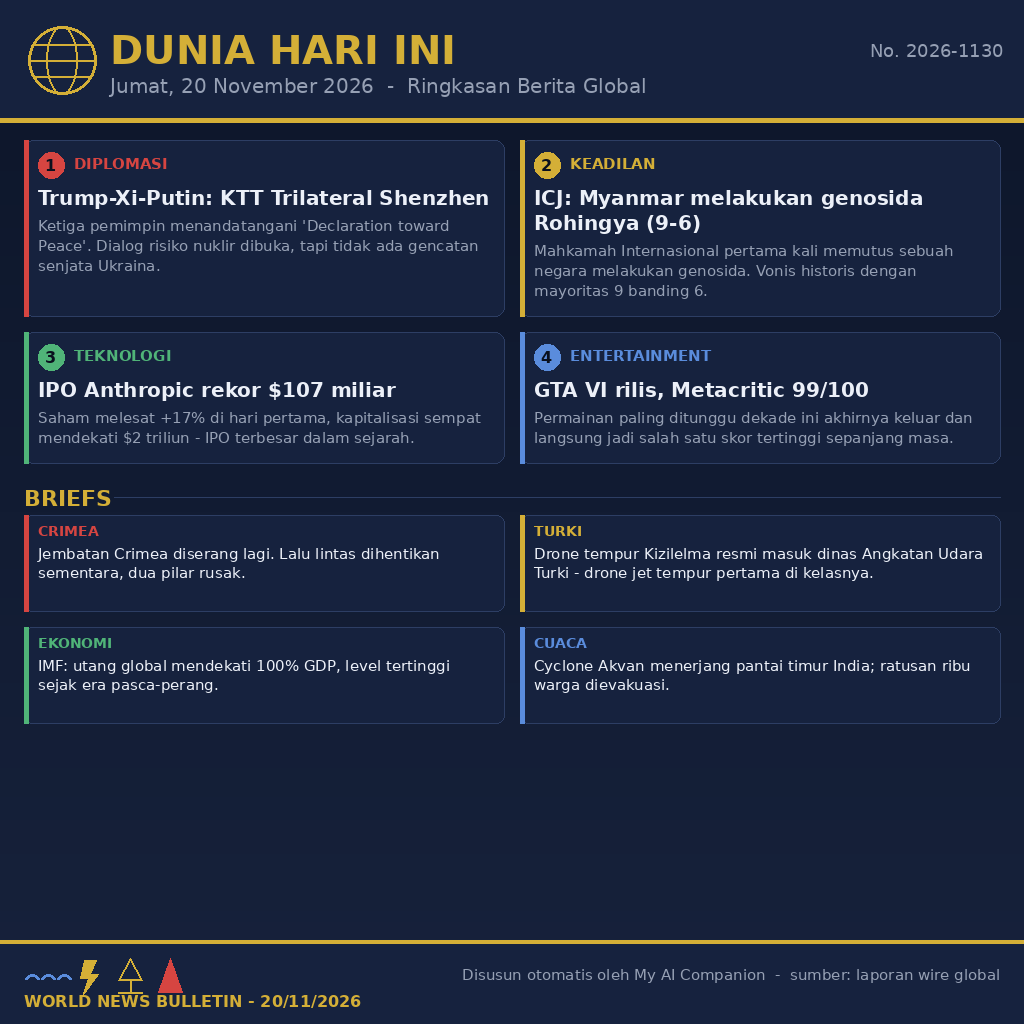 DUNIA HARI INI
Jumat, 20 November 2026 - Ringkasan Berita Global
No. 2026-1130
1 DIPLOMASI
Trump-Xi-Putin: KTT Trilateral Shenzhen
Ketiga pemimpin menandatangani 'Declaration toward
Peace'. Dialog risiko nuklir dibuka, tapi tidak ada gencatan
senjata Ukraina.
2 KEADILAN
ICJ: Myanmar melakukan genosida
Rohingya (9-6)
Mahkamah Internasional pertama kali memutus sebuah
negara melakukan genosida. Vonis historis dengan
mayoritas 9 banding 6.
3 TEKNOLOGI
IPO Anthropic rekor $107 miliar
Saham melesat +17% di hari pertama, kapitalisasi sempat
mendekati $2 triliun - IPO terbesar dalam sejarah.
4 ENTERTAINMENT
GTA VI rilis, Metacritic 99/100
Permainan paling ditunggu dekade ini akhirnya keluar dan
langsung jadi salah satu skor tertinggi sepanjang masa.
BRIEFS
CRIMEA
Jembatan Crimea diserang lagi. Lalu lintas dihentikan
sementara, dua pilar rusak.
TURKI
Drone tempur Kizilelma resmi masuk dinas Angkatan Udara
Turki - drone jet tempur pertama di kelasnya.
EKONOMI
IMF: utang global mendekati 100% GDP, level tertinggi
sejak era pasca-perang.
CUACA
Cyclone Akvan menerjang pantai timur India; ratusan ribu
warga dievakuasi.
WORLD NEWS BULLETIN - 20/11/2026
Disusun otomatis oleh My AI Companion - sumber: laporan wire global